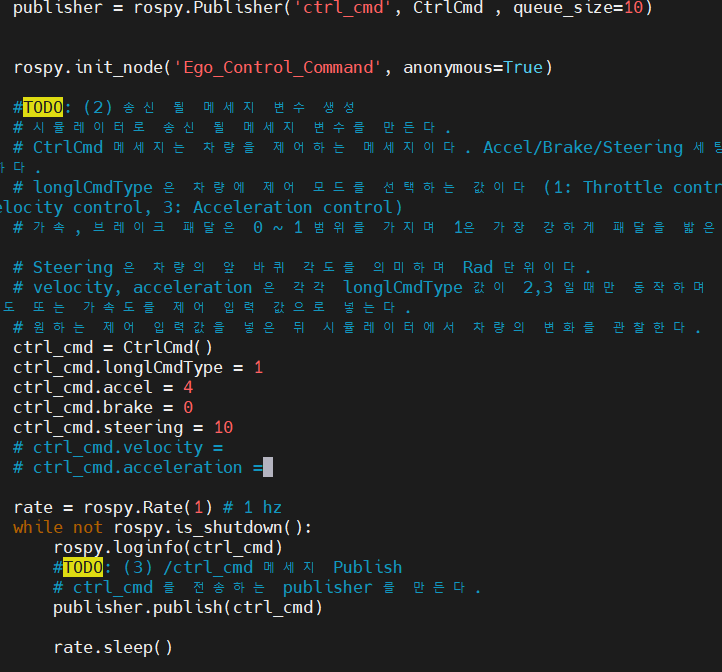 publisher = rospy.Publisher('ctrl_cmd', CtrlCmd , queue_size=10)
rospy.init_node('Ego_Control_Command', anonymous=True)
#TODO: (2) 송신 될 메세지 변수 생성
# 시뮬레이터로 송신 될 메세지 변수를 만든다.
# CtrlCmd 메세지는 차량을 제어하는 메세지이다. Accel/Brake/Steering 세팅
하다.
# longlCmdType 은 차량에 제어 모드를 선택하는 값이다 (1: Throttle contr
elocity control, 3: Acceleration control)
# 가속 , 브레이크 패달은 0 ~ 1 범위를 가지며 1은 가장 강하게 패달을 밟은
# Steering 은 차량의 앞 바퀴 각도를 의미하며 Rad 단위이다.
# velocity, acceleration 은 각각 longlCmdType 값이 2,3 일때만 동작하며
도 또는 가속도를 제어 입력 값으로 넣는다.
# 원하는 제어 입력값을 넣은 뒤 시뮬레이터에서 차량의 변화를 관찰한다.
ctrl_cmd = CtrlCmd()
ctrl_cmd.longlCmdType = 1
ctrl_cmd.accel = 4
ctrl_cmd.brake = 0
ctrl_cmd.steering = 10
# ctrl_cmd.velocity =
# ctrl_cmd.acceleration =
rate = rospy.Rate(1) # 1 hz
while not rospy.is_shutdown():
rospy.loginfo(ctrl_cmd)
#TODO: (3) /ctrl_cmd 메세지 Publish
# ctrl_cmd 를 전송하는 publisher 를 만든다.
publisher.publish(ctrl_cmd)
rate.sleep()